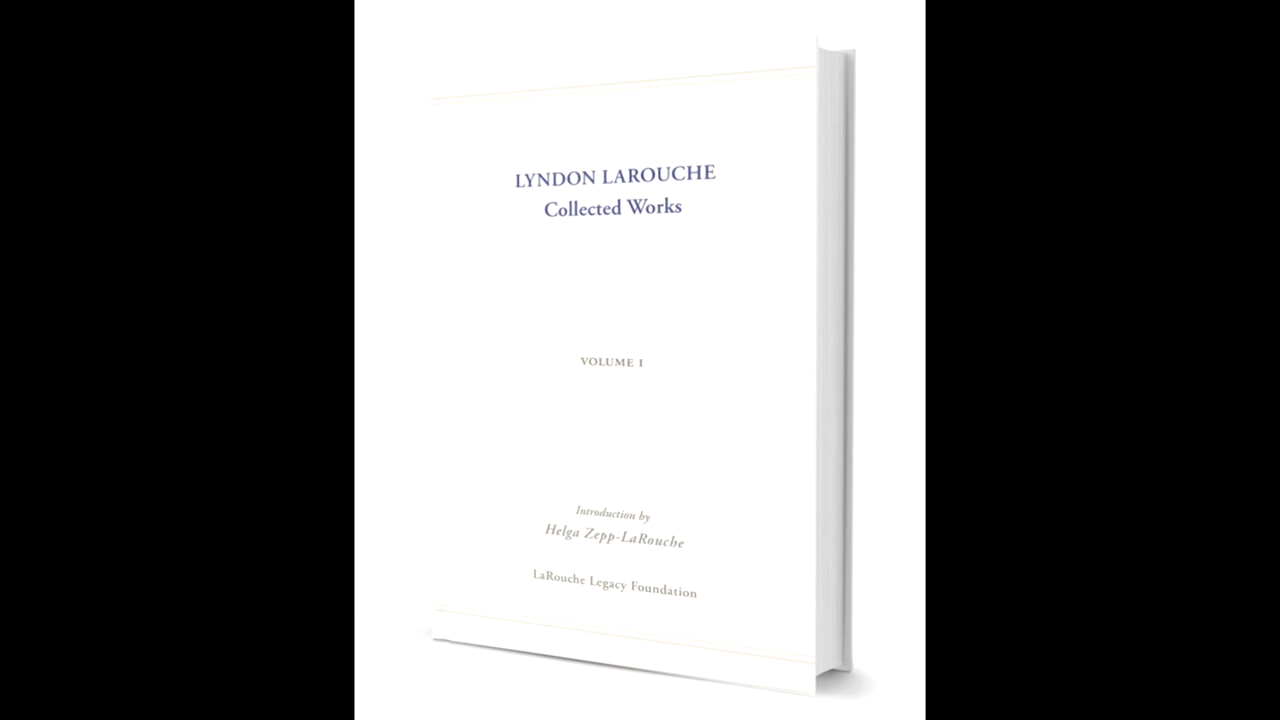 LYNDON LAROUCHE
Collected Works
VOLUME I
Introduction by
Helga Zepp-LaRouche
LaRouche Legacy Foundation